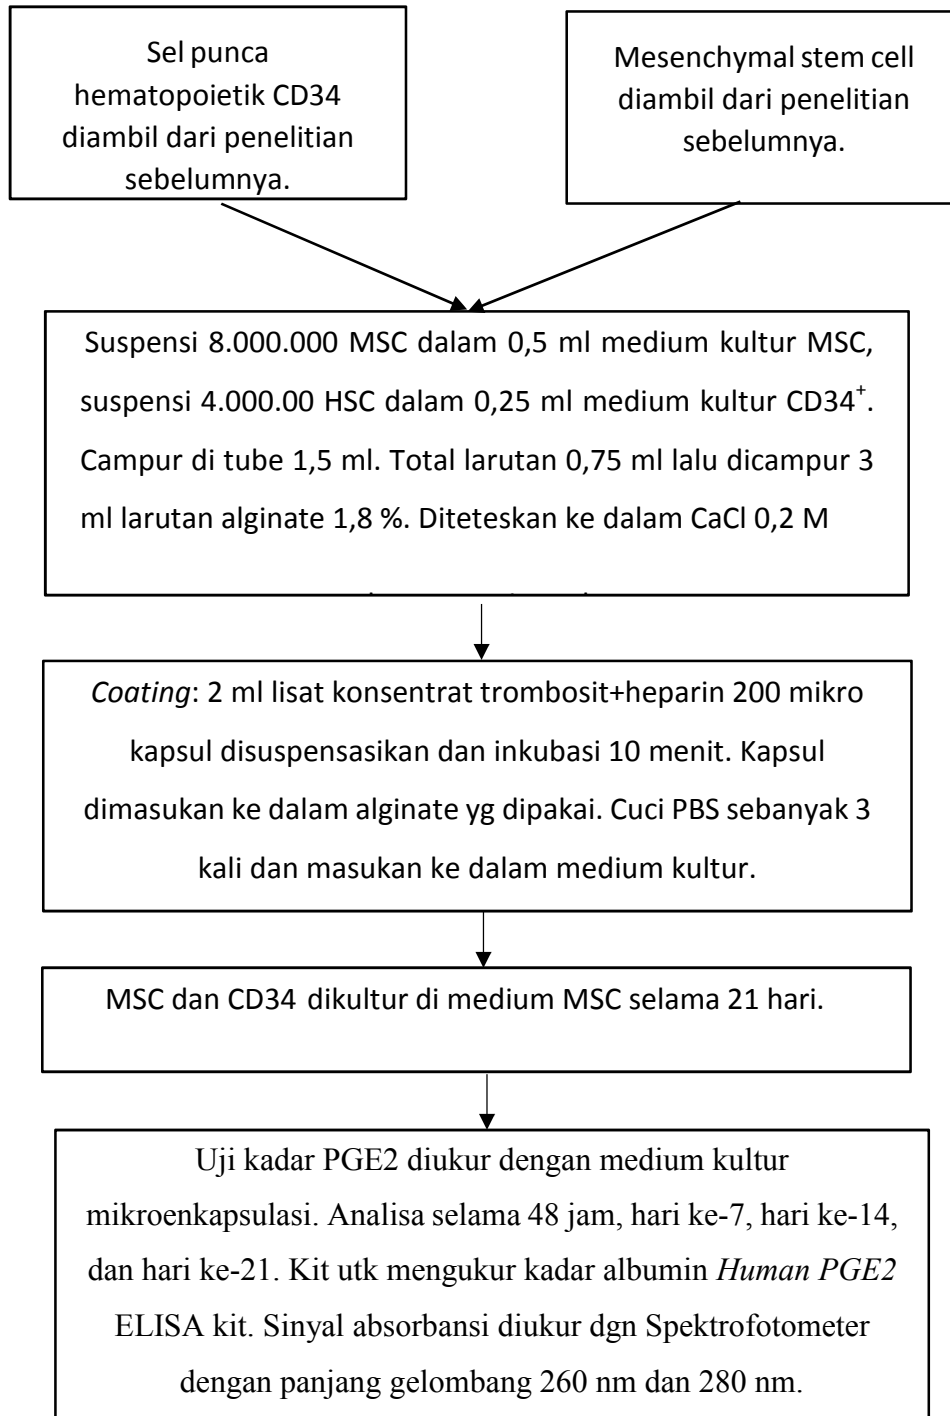 Sel punca
hematopoietik CD34
diambil dari penelitian
sebelumnya.
Mesenchymal stem cell
diambil dari penelitian
sebelumnya.
Suspensi 8.000.000 MSC dalam 0,5 ml medium kultur MSC,
suspensi 4.000.00 HSC dalam 0,25 ml medium kultur CD34⁺.
Campur di tube 1,5 ml. Total larutan 0,75 ml lalu dicampur 3
ml larutan alginate 1,8 %. Diteteskan ke dalam CaCl 0,2 M
Coating: 2 ml lisat konsentrat trombosit+heparin 200 mikro
kapsul disuspensasikan dan inkubasi 10 menit. Kapsul
dimasukan ke dalam alginate yg dipakai. Cuci PBS sebanyak 3
kali dan masukan ke dalam medium kultur.
MSC dan CD34 dikultur di medium MSC selama 21 hari.
Uji kadar PGE2 diukur dengan medium kultur
mikroenkapsulasi. Analisa selama 48 jam, hari ke-7, hari ke-14,
dan hari ke-21. Kit utk mengukur kadar albumin Human PGE2
ELISA kit. Sinyal absorbansi diukur dgn Spektrofotometer
dengan panjang gelombang 260 nm dan 280 nm.